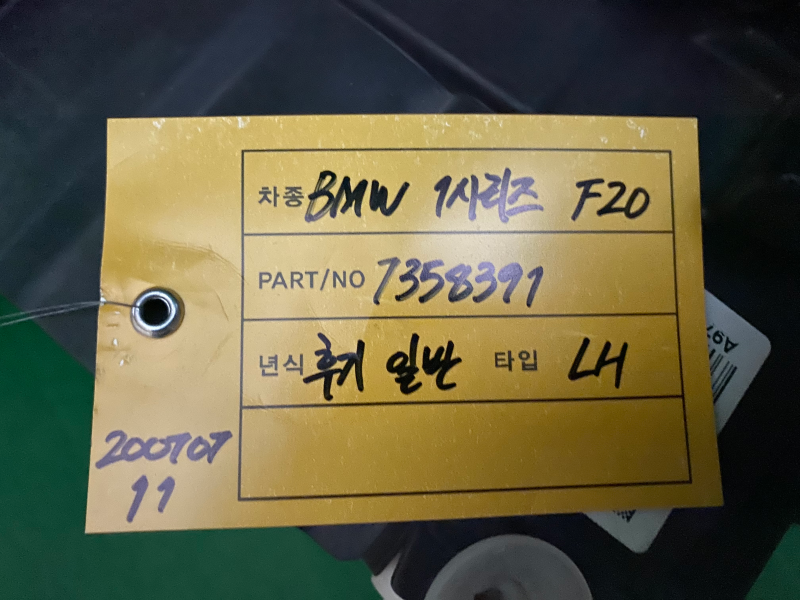 차종 BMW 1시리즈 F20
PART/NO 7358391
년식 후기 일반 타입 LH
200707
11
A97